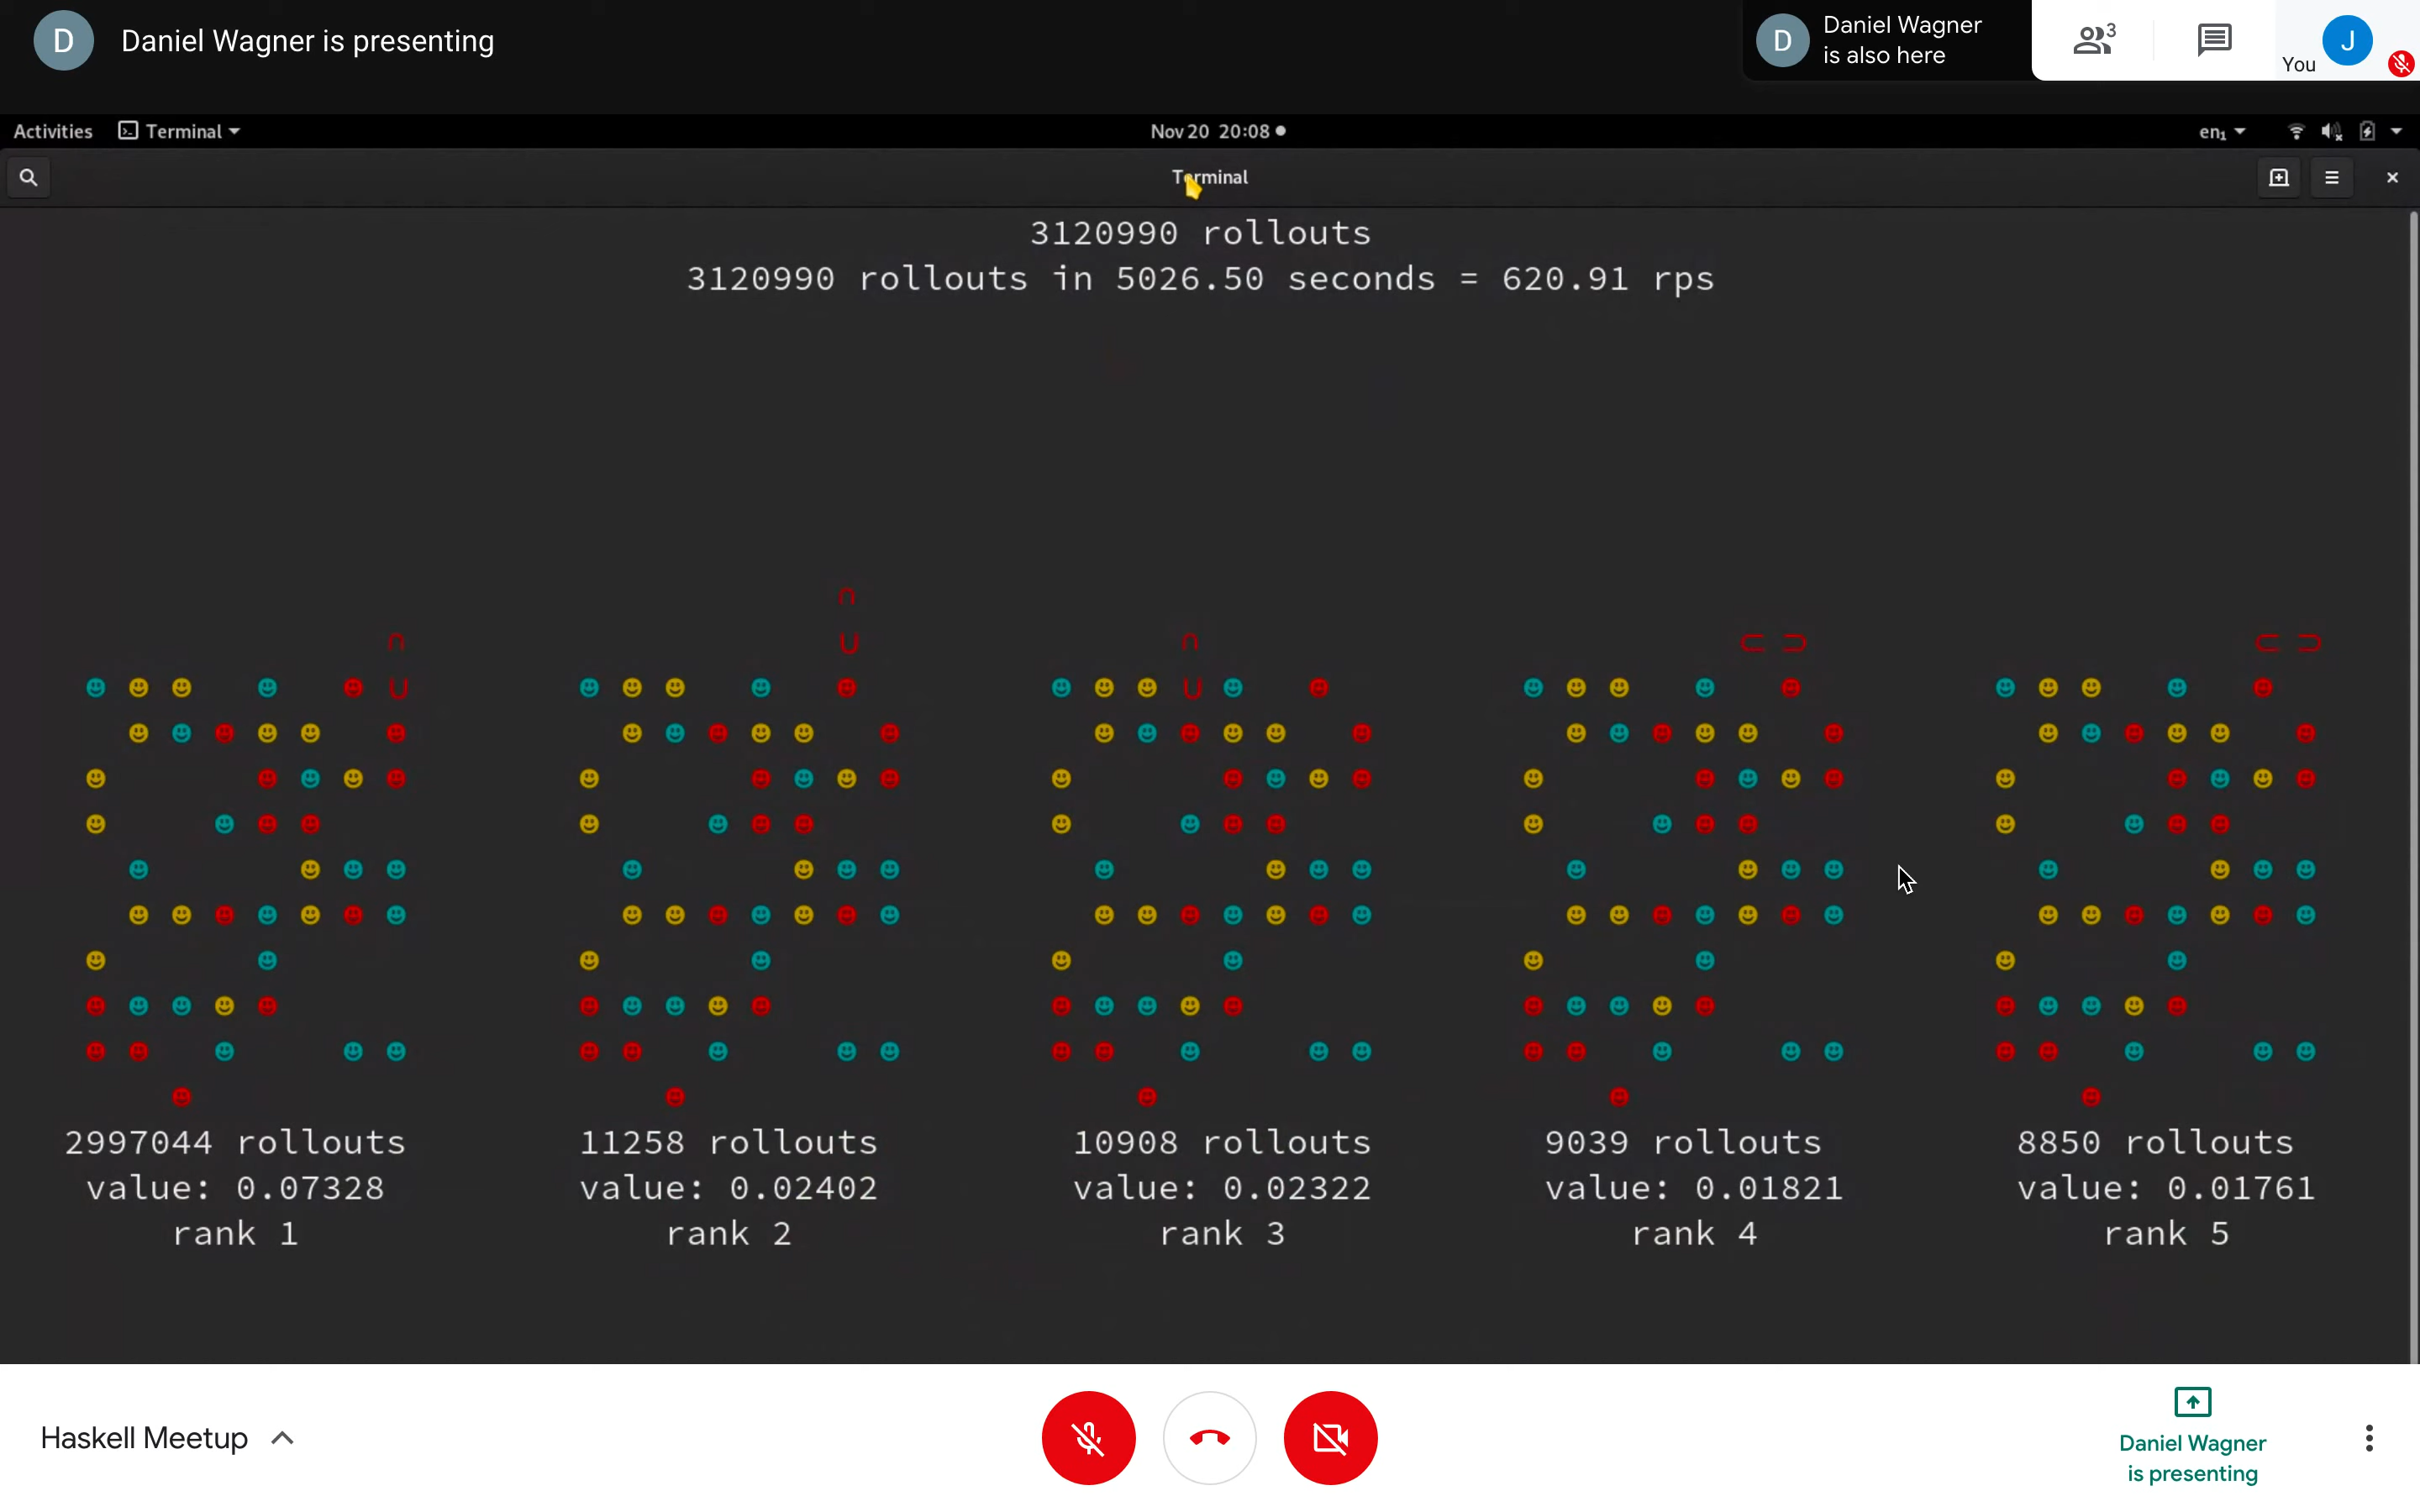 D Daniel Wagner is presenting
D Daniel Wagner is also here
3
You J
Activities Terminal Nov 20 20:08 en₁
Terminal
3120990 rollouts
3120990 rollouts in 5026.50 seconds = 620.91 rps
2997044 rollouts 11258 rollouts 10908 rollouts 9039 rollouts 8850 rollouts
value: 0.07328 value: 0.02402 value: 0.02322 value: 0.01821 value: 0.01761
rank 1 rank 2 rank 3 rank 4 rank 5
Haskell Meetup
Daniel Wagner
is presenting